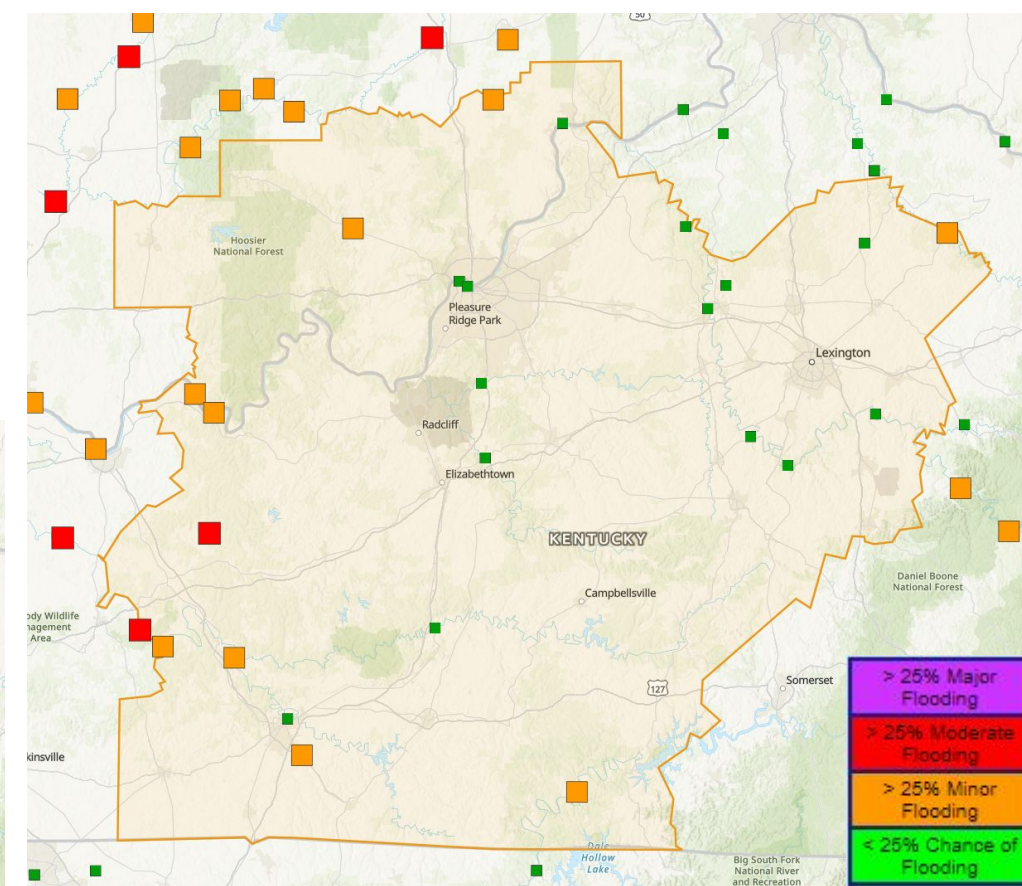 50
Hoosier
National Forest
Pleasure
Ridge Park
Lexington
Radcliff
Elizabethtown
KENTUCKY
Daniel Boone
National Forest
Campbellsville
ody Wildlife
nagement
Area
127
Somerset
kinsville
Dale
Hollow
Lake
Big South Fork
National River
and Recreation
> 25% Major
Flooding
> 25% Moderate
Flooding
> 25% Minor
Flooding
< 25% Chance of
Flooding